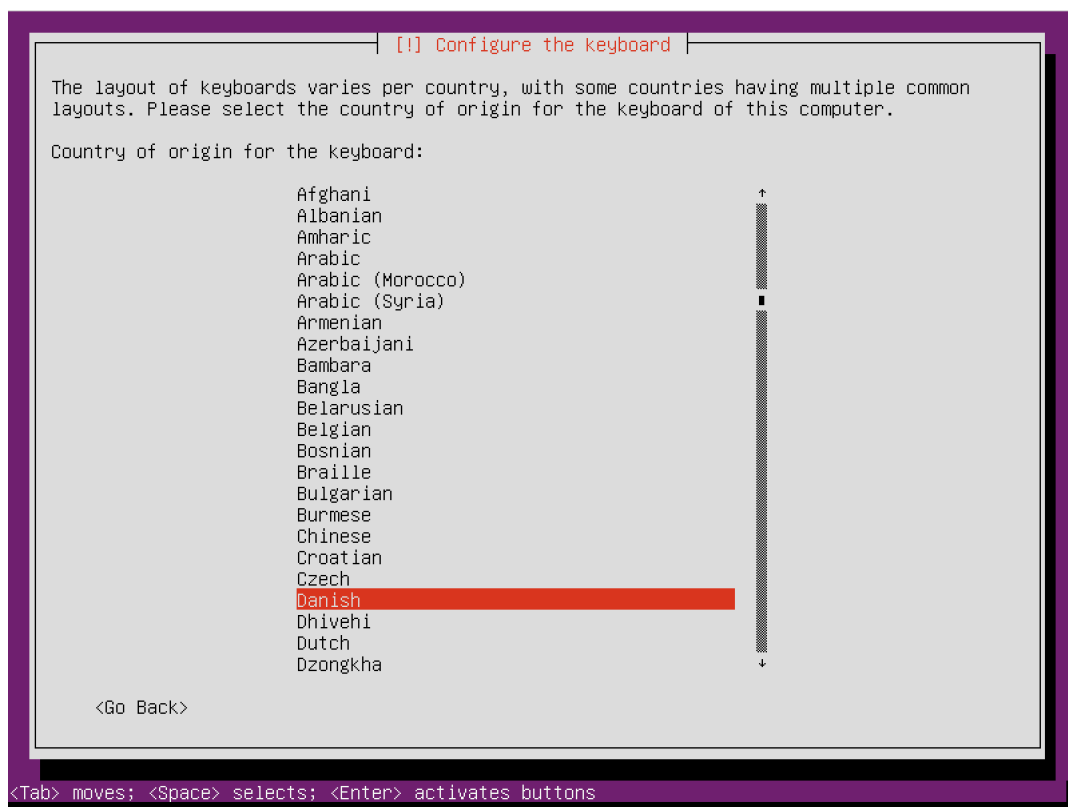 [!] Configure the keyboard
The layout of keyboards varies per country, with some countries having multiple common
layouts. Please select the country of origin for the keyboard of this computer.
Country of origin for the keyboard:
Afghani
Albanian
Amharic
Arabic
Arabic (Morocco)
Arabic (Syria)
Armenian
Azerbaijani
Bambara
Bangla
Belarusian
Belgian
Bosnian
Braille
Bulgarian
Burmese
Chinese
Croatian
Czech
Danish
Dhivehi
Dutch
Dzongkha
<Go Back>
<Tab> moves; <Space> selects; <Enter> activates buttons